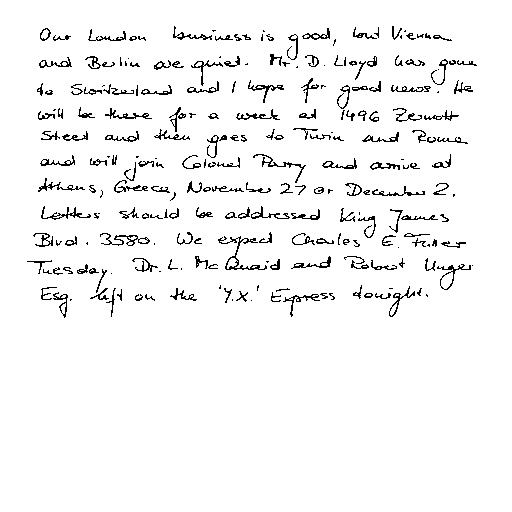 Our London business is good, but Vienna
and Berlin are quiet. Mr. D. Lloyd has gone
to Switzerland and I hope for good news. He
will be there for a week at 1496 Zermott
Street and then goes to Turin and Rome
and will join Colonel Parry and arrive at
Athens, Greece, November 27 or December 2.
Letters should be addressed King James
Blvd. 3580. We expect Charles E. Fuller
Tuesday. Dr. L. McQuaid and Robert Unger
Esq. left on the 'Y.X.' Express tonight.